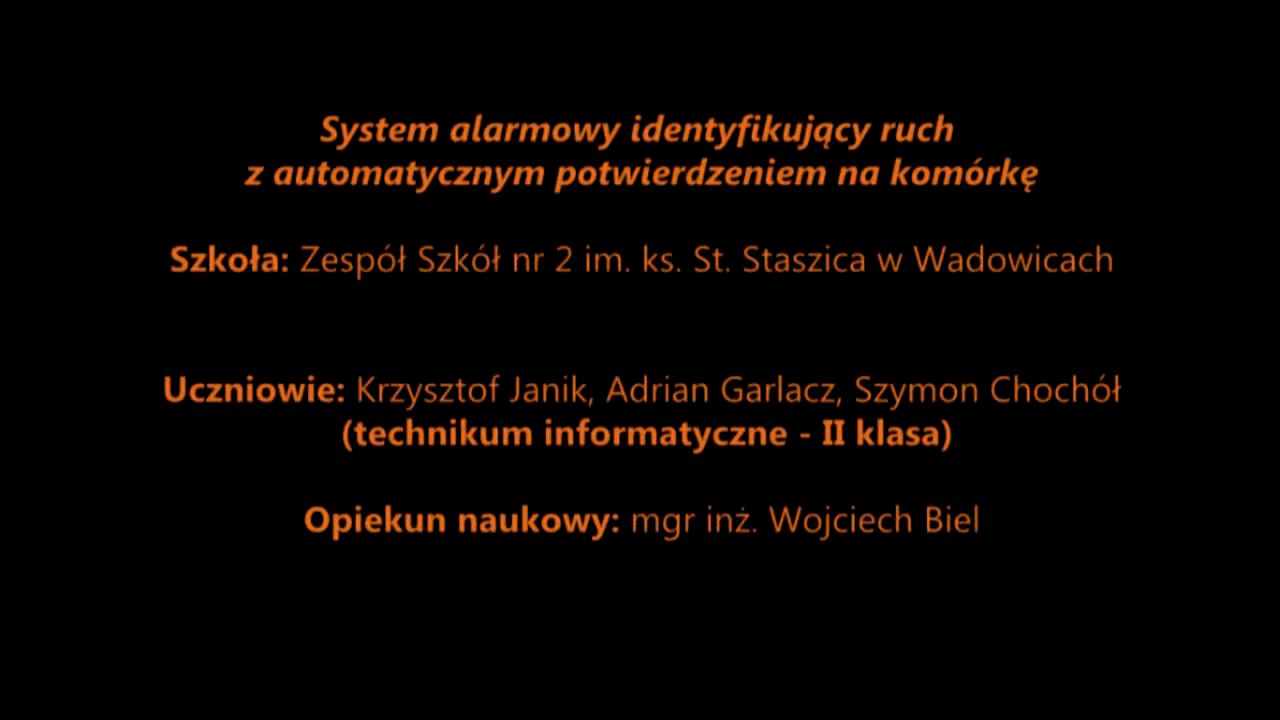 System alarmowy identyfikujący ruch
z automatycznym potwierdzeniem na komórkę
Szkoła: Zespół Szkół nr 2 im. ks. St. Staszica w Wadowicach
Uczniowie: Krzysztof Janik, Adrian Garlacz, Szymon Chochół
(technikum informatyczne - II klasa)
Opiekun naukowy: mgr inż. Wojciech Biel